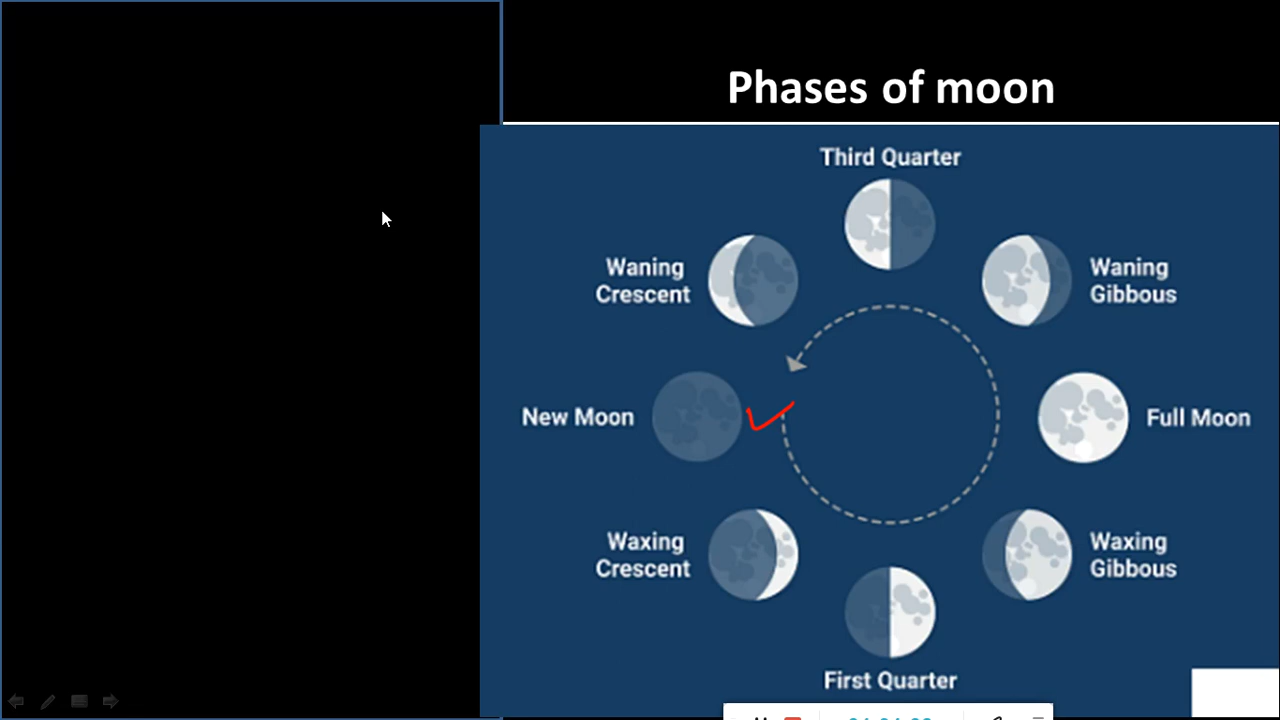 Phases of moon
Third Quarter
Waning
Crescent
Waning
Gibbous
New Moon
Full Moon
Waxing
Crescent
Waxing
Gibbous
First Quarter